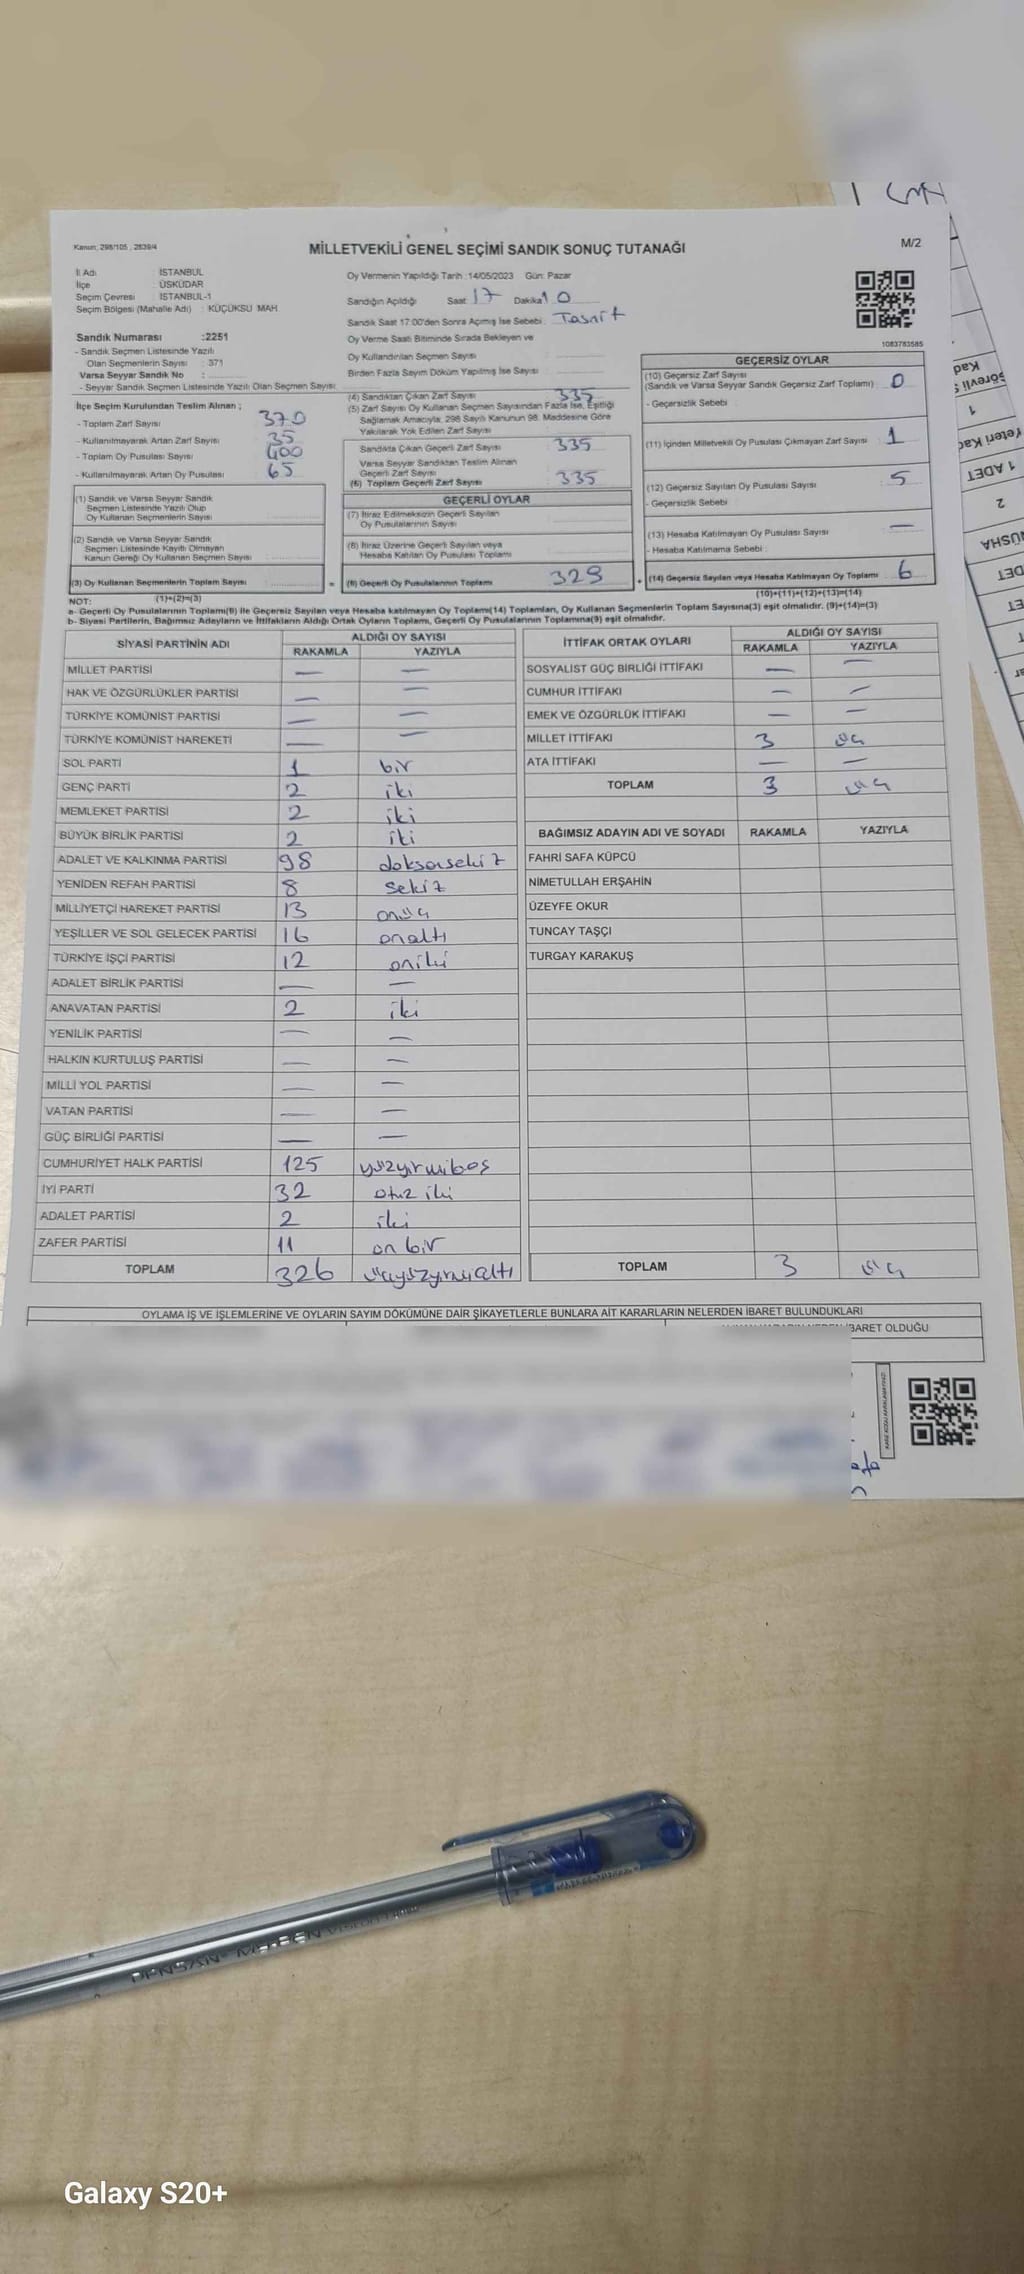 Kanun: 298/105 , 2839/4
MİLLETVEKİLİ GENEL SEÇİMİ SANDIK SONUÇ TUTANAĞI
M/2
İl Adı : İSTANBUL
İlçe : ÜSKÜDAR
Seçim Çevresi : İSTANBUL-1
Seçim Bölgesi (Mahalle Adı) : KÜÇÜKSU MAH
Sandık Numarası :2251
- Sandık Seçmen Listesinde Yazılı
Olan Seçmenlerin Sayısı : 371
Varsa Seyyar Sandık No :
- Seyyar Sandık Seçmen Listesinde Yazılı Olan Seçmen Sayısı
İlçe Seçim Kurulundan Teslim Alınan ;
- Toplam Zarf Sayısı 370
- Kullanılmayarak Artan Zarf Sayısı 35
- Toplam Oy Pusulası Sayısı 400
- Kullanılmayarak Artan Oy Pusulası 65
(1) Sandık ve Varsa Seyyar Sandık
Seçmen Listesinde Yazılı Olup
Oy Kullanan Seçmenlerin Sayısı
(2) Sandık ve Varsa Seyyar Sandık
Seçmen Listesinde Kayıtlı Olmayan
Kanun Gereği Oy Kullanan Seçmen Sayısı
(3) Oy Kullanan Seçmenlerin Toplam Sayısı =
(1)+(2)=(3)
Oy Vermenin Yapıldığı Tarih :14/05/2023 Gün: Pazar
Sandığın Açıldığı Saat 17 Dakika 10
Sandık Saat 17:00'den Sonra Açılmış İse Sebebi : Tasnif
Oy Verme Saati Bitiminde Sırada Bekleyen ve
Oy Kullandırılan Seçmen Sayısı
Birden Fazla Sayım Döküm Yapılmış İse Sayısı
(4) Sandıktan Çıkan Zarf Sayısı 335
(5) Zarf Sayısı Oy Kullanan Seçmen Sayısından Fazla İse, Eşitliği
Sağlamak Amacıyla, 298 Sayılı Kanunun 98. Maddesine Göre
Yakılarak Yok Edilen Zarf Sayısı
Sandıkta Çıkan Geçerli Zarf Sayısı 335
Varsa Seyyar Sandıktan Teslim Alınan
Geçerli Zarf Sayısı
(6) Toplam Geçerli Zarf Sayısı 335
GEÇERLİ OYLAR
(7) İtiraz Edilmeksizin Geçerli Sayılan
Oy Pusulalarının Sayısı
(8) İtiraz Üzerine Geçerli Sayılan veya
Hesaba Katılan Oy Pusulası Toplamı
(9) Geçerli Oy Pusulalarının Toplamı 329 +
1083783585
GEÇERSİZ OYLAR
(10) Geçersiz Zarf Sayısı
(Sandık ve Varsa Seyyar Sandık Geçersiz Zarf Toplamı) 0
- Geçersizlik Sebebi
(11) İçinden Milletvekili Oy Pusulası Çıkmayan Zarf Sayısı 1
(12) Geçersiz Sayılan Oy Pusulası Sayısı 5
- Geçersizlik Sebebi
(13) Hesaba Katılmayan Oy Pusulası Sayısı —
- Hesaba Katılmama Sebebi :
(14) Geçersiz Sayılan veya Hesaba Katılmayan Oy Toplamı 6
(10)+(11)+(12)+(13)=(14)
NOT:
a- Geçerli Oy Pusulalarının Toplamı(9) ile Geçersiz Sayılan veya Hesaba katılmayan Oy Toplamı(14) Toplamları, Oy Kullanan Seçmenlerin Toplam Sayısına(3) eşit olmalıdır. (9)+(14)=(3)
b- Siyasi Partilerin, Bağımsız Adayların ve İttifakların Aldığı Ortak Oyların Toplamı, Geçerli Oy Pusulalarının Toplamına(9) eşit olmalıdır.
SİYASİ PARTİNİN ADI ALDIĞI OY SAYISI
RAKAMLA YAZIYLA
MİLLET PARTİSİ — —
HAK VE ÖZGÜRLÜKLER PARTİSİ — —
TÜRKİYE KOMÜNİST PARTİSİ — —
TÜRKİYE KOMÜNİST HAREKETİ — —
SOL PARTİ 1 bir
GENÇ PARTİ 2 iki
MEMLEKET PARTİSİ 2 iki
BÜYÜK BİRLİK PARTİSİ 2 iki
ADALET VE KALKINMA PARTİSİ 98 doksansekiz
YENİDEN REFAH PARTİSİ 8 sekiz
MİLLİYETÇİ HAREKET PARTİSİ 13 onüç
YEŞİLLER VE SOL GELECEK PARTİSİ 16 onaltı
TÜRKİYE İŞÇİ PARTİSİ 12 oniki
ADALET BİRLİK PARTİSİ — —
ANAVATAN PARTİSİ 2 iki
YENİLİK PARTİSİ — —
HALKIN KURTULUŞ PARTİSİ — —
MİLLİ YOL PARTİSİ — —
VATAN PARTİSİ — —
GÜÇ BİRLİĞİ PARTİSİ — —
CUMHURİYET HALK PARTİSİ 125 yüzyirmibeş
İYİ PARTİ 32 otuz iki
ADALET PARTİSİ 2 iki
ZAFER PARTİSİ 11 on bir
TOPLAM 326 üçyüzyirmialtı
İTTİFAK ORTAK OYLARI ALDIĞI OY SAYISI
RAKAMLA YAZIYLA
SOSYALİST GÜÇ BİRLİĞİ İTTİFAKI — —
CUMHUR İTTİFAKI — —
EMEK VE ÖZGÜRLÜK İTTİFAKI — —
MİLLET İTTİFAKI 3 üç
ATA İTTİFAKI — —
TOPLAM 3 üç
BAĞIMSIZ ADAYIN ADI VE SOYADI RAKAMLA YAZIYLA
FAHRİ SAFA KÜPCÜ
NİMETULLAH ERŞAHİN
ÜZEYFE OKUR
TUNCAY TAŞÇI
TURGAY KARAKUŞ
TOPLAM 3 üç
OYLAMA İŞ VE İŞLEMLERİNE VE OYLARIN SAYIM DÖKÜMÜNE DAİR ŞİKAYETLERLE BUNLARA AİT KARARLARIN NELERDEN İBARET BULUNDUKLARI
İBARET OLDUĞU
1 ADET
2
Galaxy S20+